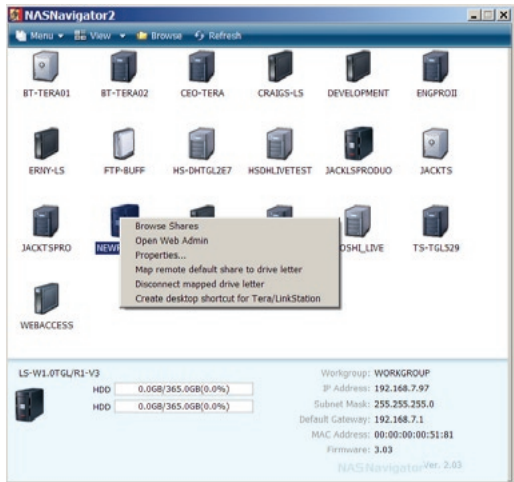 NASNavigator2
Menu View Browse Refresh
BT-TERA01 BT-TERA02 CEO-TERA CRAIGS-LS DEVELOPMENT ENGPROII
ERNY-LS FTP-BUFF HS-DHTGL2E7 HSDHLIVETEST JACKLSPRODUO JACKTS
JACKTSPRO TS-TGL529
Browse Shares
Open Web Admin
Properties...
Map remote default share to drive letter
Disconnect mapped drive letter
Create desktop shortcut for Tera/LinkStation
WEBACCESS
LS-W1.0TGL/R1-V3
HDD 0.0GB/365.0GB(0.0%)
HDD 0.0GB/365.0GB(0.0%)
Workgroup: WORKGROUP
IP Address: 192.168.7.97
Subnet Mask: 255.255.255.0
Default Gateway: 192.168.7.1
MAC Address: 00:00:00:00:51:81
Firmware: 3.03
NASNavigator Ver. 2.03